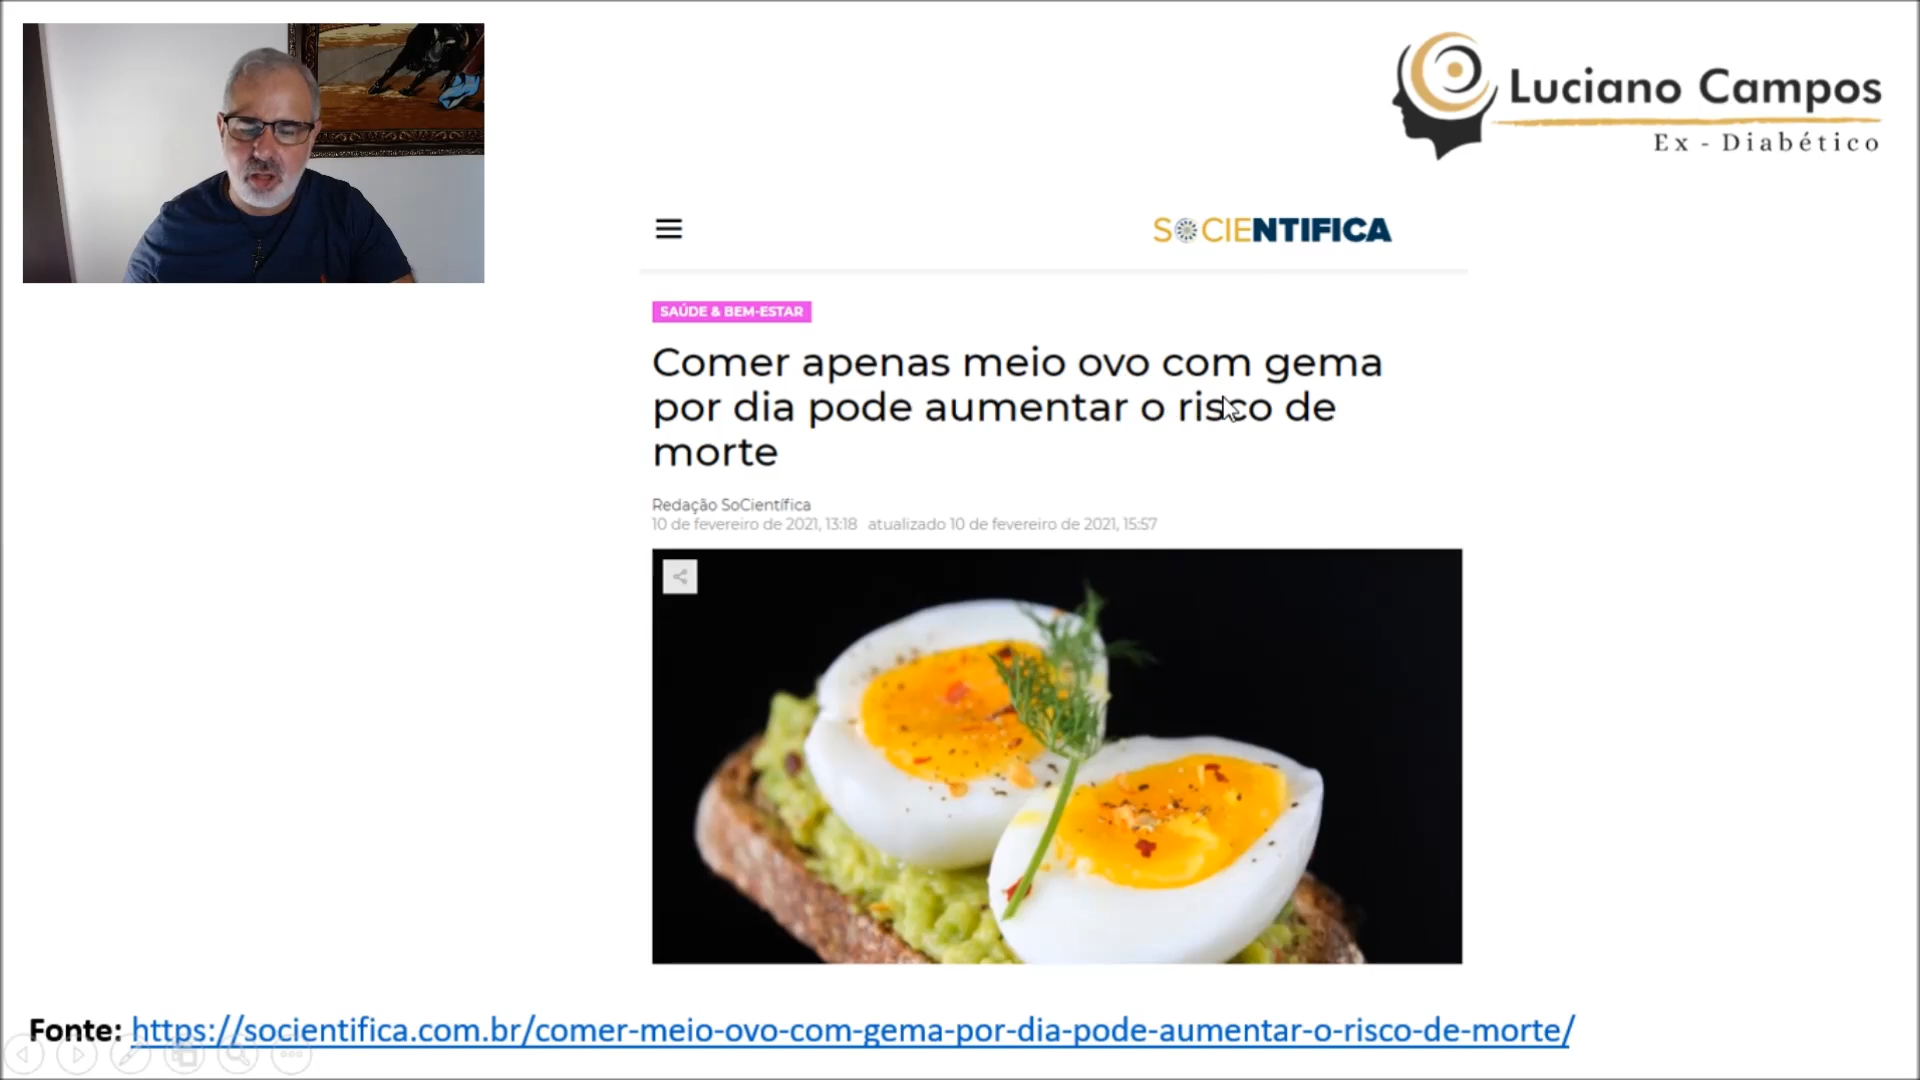 Luciano Campos
Ex - Diabético
SOCIENTIFICA
SAÚDE & BEM-ESTAR
Comer apenas meio ovo com gema
por dia pode aumentar o risco de
morte
Redação SoCientífica
10 de fevereiro de 2021, 13:18 atualizado 10 de fevereiro de 2021, 15:57
Fonte: https://socientifica.com.br/comer-meio-ovo-com-gema-por-dia-pode-aumentar-o-risco-de-morte/